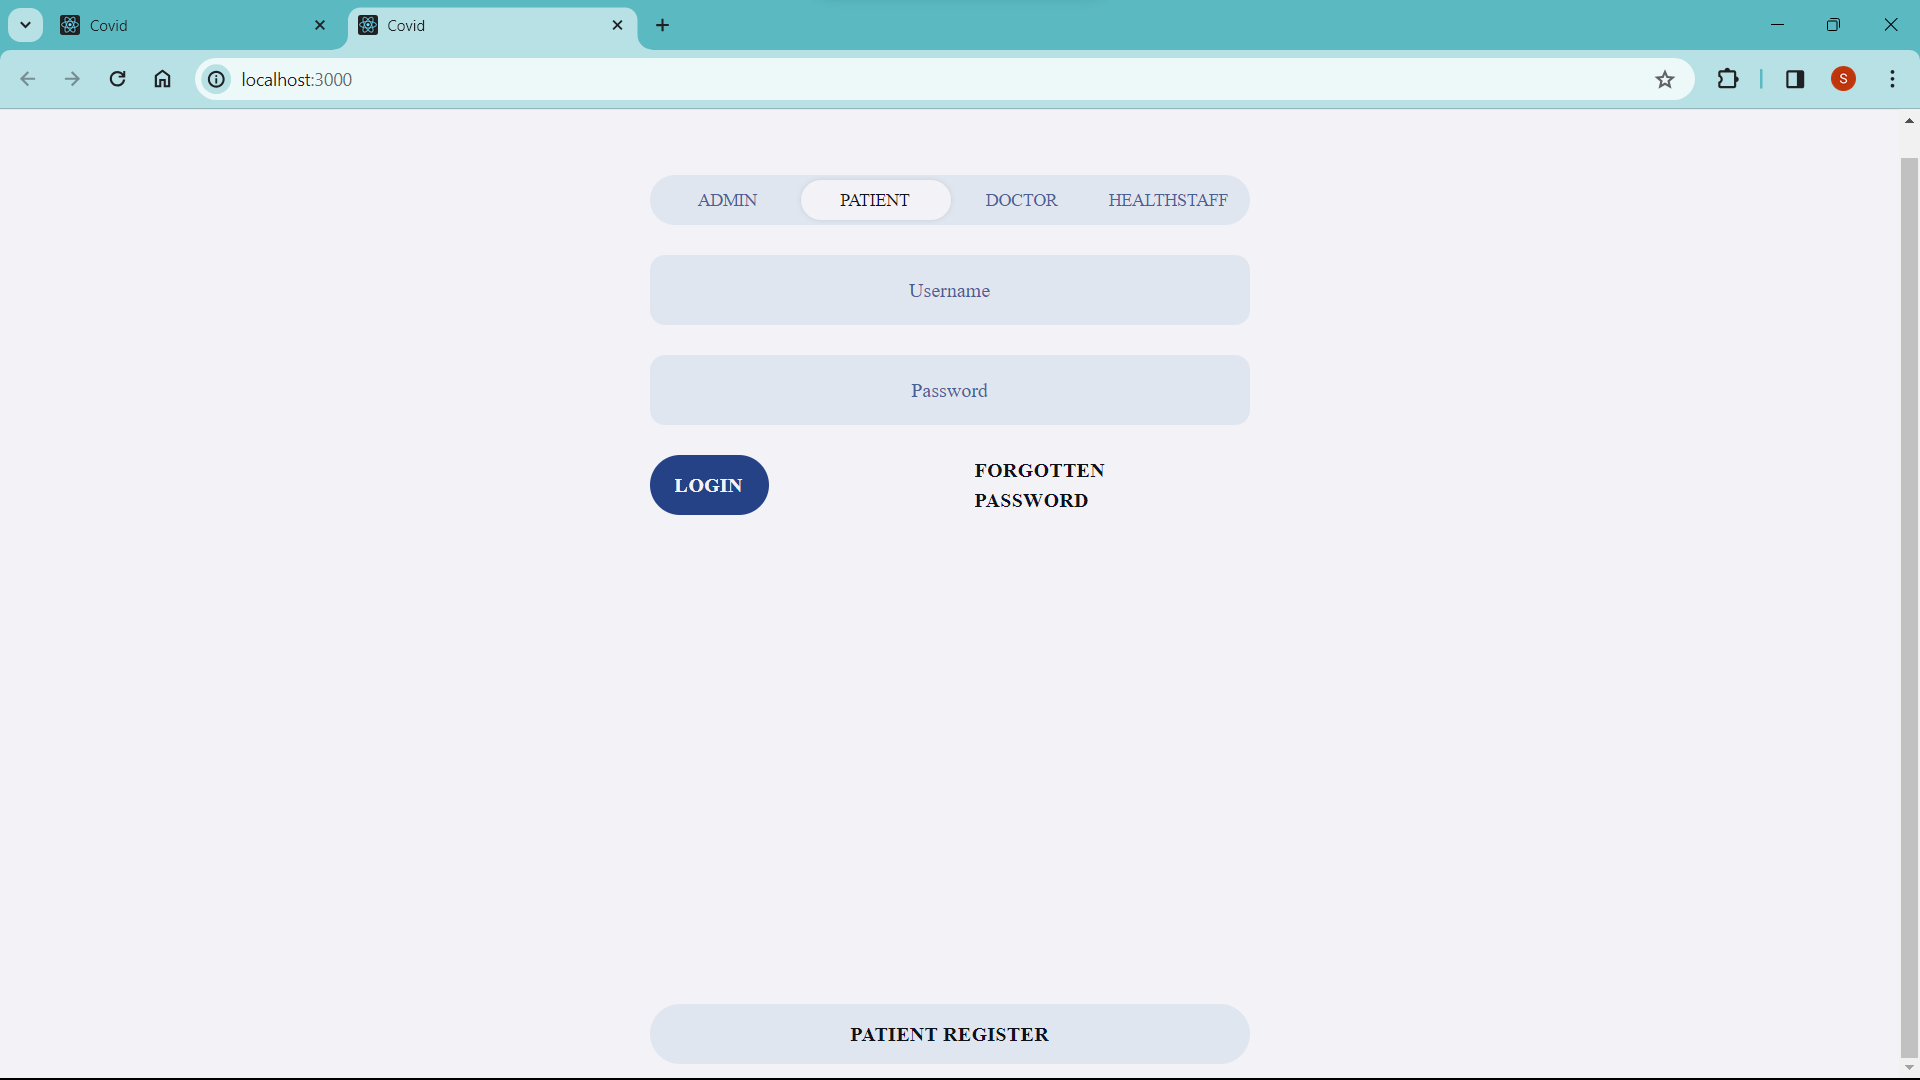 Covid
Covid
localhost:3000
S
ADMIN PATIENT DOCTOR HEALTHSTAFF
Username
Password
LOGIN
FORGOTTEN
PASSWORD
PATIENT REGISTER